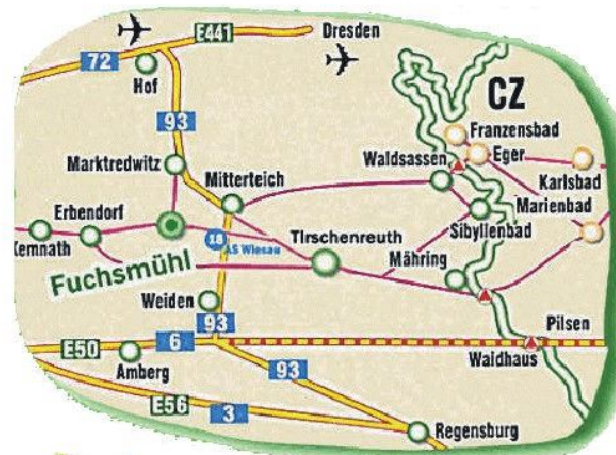 E441
Dresden
72
Hof
CZ
93
Franzensbad
Marktredwitz
Waldsassen
Eger
Mitterteich
Karlsbad
Erbendorf
Marienbad
18
Tirschenreuth
Sibyllenbad
Kemnath
AS Wiesau
Fuchsmühl
Mähring
Weiden
93
Pilsen
E50
6
Waidhaus
Amberg
93
E56
3
Regensburg